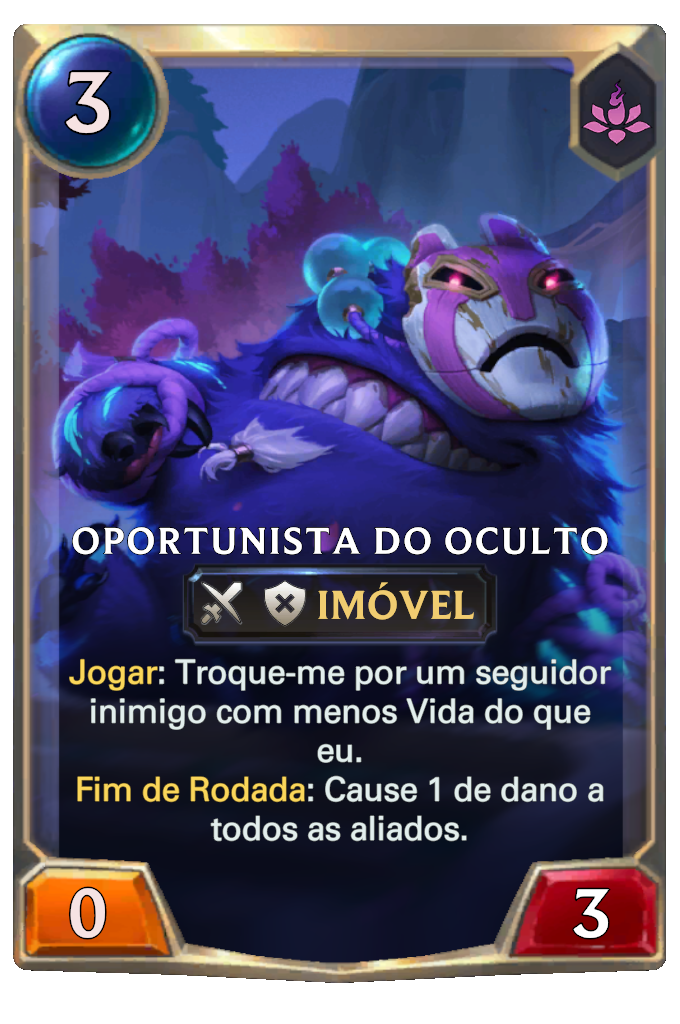 3
OPORTUNISTA DO OCULTO
IMÓVEL
Jogar: Troque-me por um seguidor
inimigo com menos Vida do que
eu.
Fim de Rodada: Cause 1 de dano a
todos as aliados.
0
3